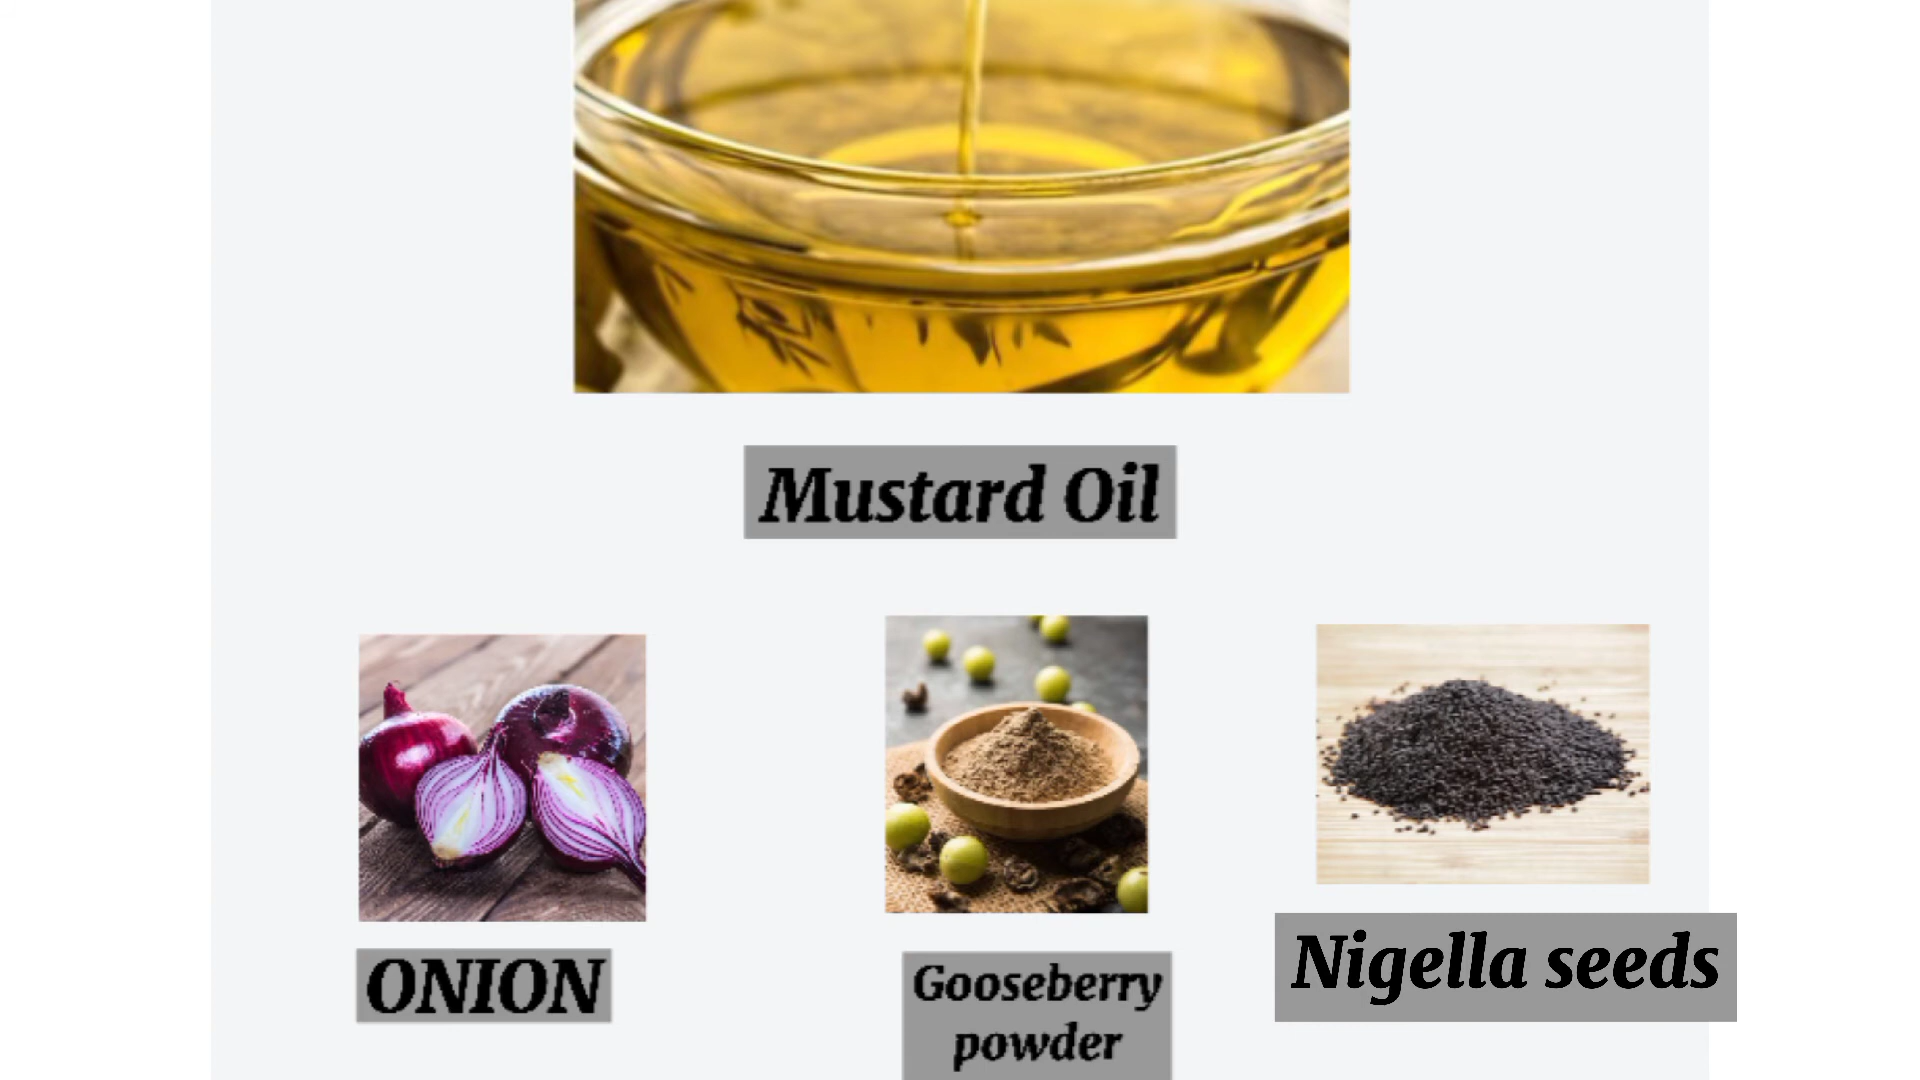 Mustard Oil
ONION
Gooseberry
powder
Nigella seeds